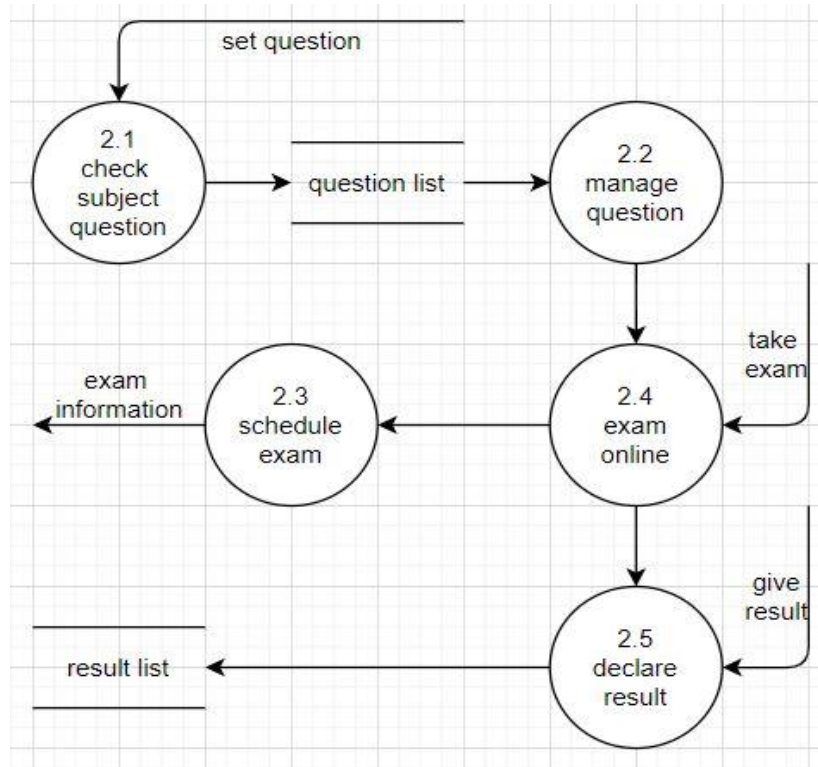 set question
2.1
check
subject
question
question list
2.2
manage
question
take
exam
exam
information
2.3
schedule
exam
2.4
exam
online
give
result
result list
2.5
declare
result